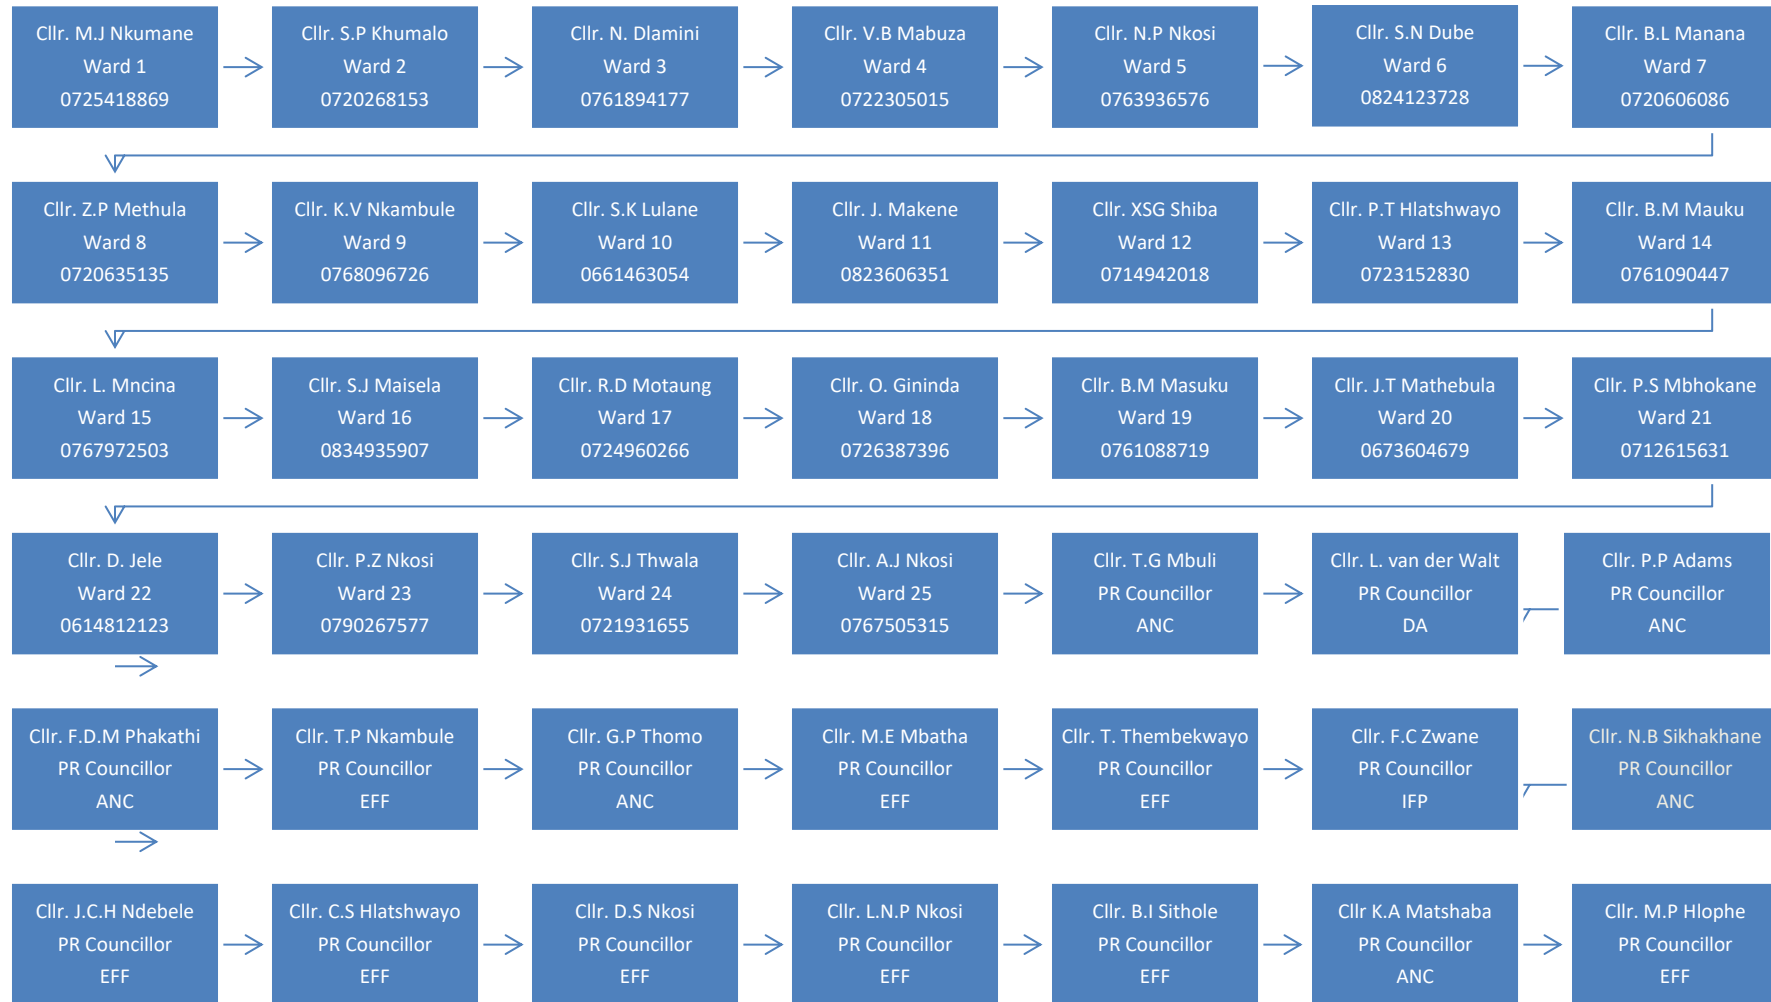 Cllr. M.J Nkumane
Ward 1
0725418869
Cllr. S.P Khumalo
Ward 2
0720268153
Cllr. N. Dlamini
Ward 3
0761894177
Cllr. V.B Mabuza
Ward 4
0722305015
Cllr. N.P Nkosi
Ward 5
0763936576
Cllr. S.N Dube
Ward 6
0824123728
Cllr. B.L Manana
Ward 7
0720606086
Cllr. Z.P Methula
Ward 8
0720635135
Cllr. K.V Nkambule
Ward 9
0768096726
Cllr. S.K Lulane
Ward 10
0661463054
Cllr. J. Makene
Ward 11
0823606351
Cllr. XSG Shiba
Ward 12
0714942018
Cllr. P.T Hlatshwayo
Ward 13
0723152830
Cllr. B.M Mauku
Ward 14
0761090447
Cllr. L. Mncina
Ward 15
0767972503
Cllr. S.J Maisela
Ward 16
0834935907
Cllr. R.D Motaung
Ward 17
0724960266
Cllr. O. Gininda
Ward 18
0726387396
Cllr. B.M Masuku
Ward 19
0761088719
Cllr. J.T Mathebula
Ward 20
0673604679
Cllr. P.S Mbhokane
Ward 21
0712615631
Cllr. D. Jele
Ward 22
0614812123
Cllr. P.Z Nkosi
Ward 23
0790267577
Cllr. S.J Thwala
Ward 24
0721931655
Cllr. A.J Nkosi
Ward 25
0767505315
Cllr. T.G Mbuli
PR Councillor
ANC
Cllr. L. van der Walt
PR Councillor
DA
Cllr. P.P Adams
PR Councillor
ANC
Cllr. F.D.M Phakathi
PR Councillor
ANC
Cllr. T.P Nkambule
PR Councillor
EFF
Cllr. G.P Thomo
PR Councillor
ANC
Cllr. M.E Mbatha
PR Councillor
EFF
Cllr. T. Thembekwayo
PR Councillor
EFF
Cllr. F.C Zwane
PR Councillor
IFP
Cllr. N.B Sikhakhane
PR Councillor
ANC
Cllr. J.C.H Ndebele
PR Councillor
EFF
Cllr. C.S Hlatshwayo
PR Councillor
EFF
Cllr. D.S Nkosi
PR Councillor
EFF
Cllr. L.N.P Nkosi
PR Councillor
EFF
Cllr. B.I Sithole
PR Councillor
EFF
Cllr K.A Matshaba
PR Councillor
ANC
Cllr. M.P Hlophe
PR Councillor
EFF